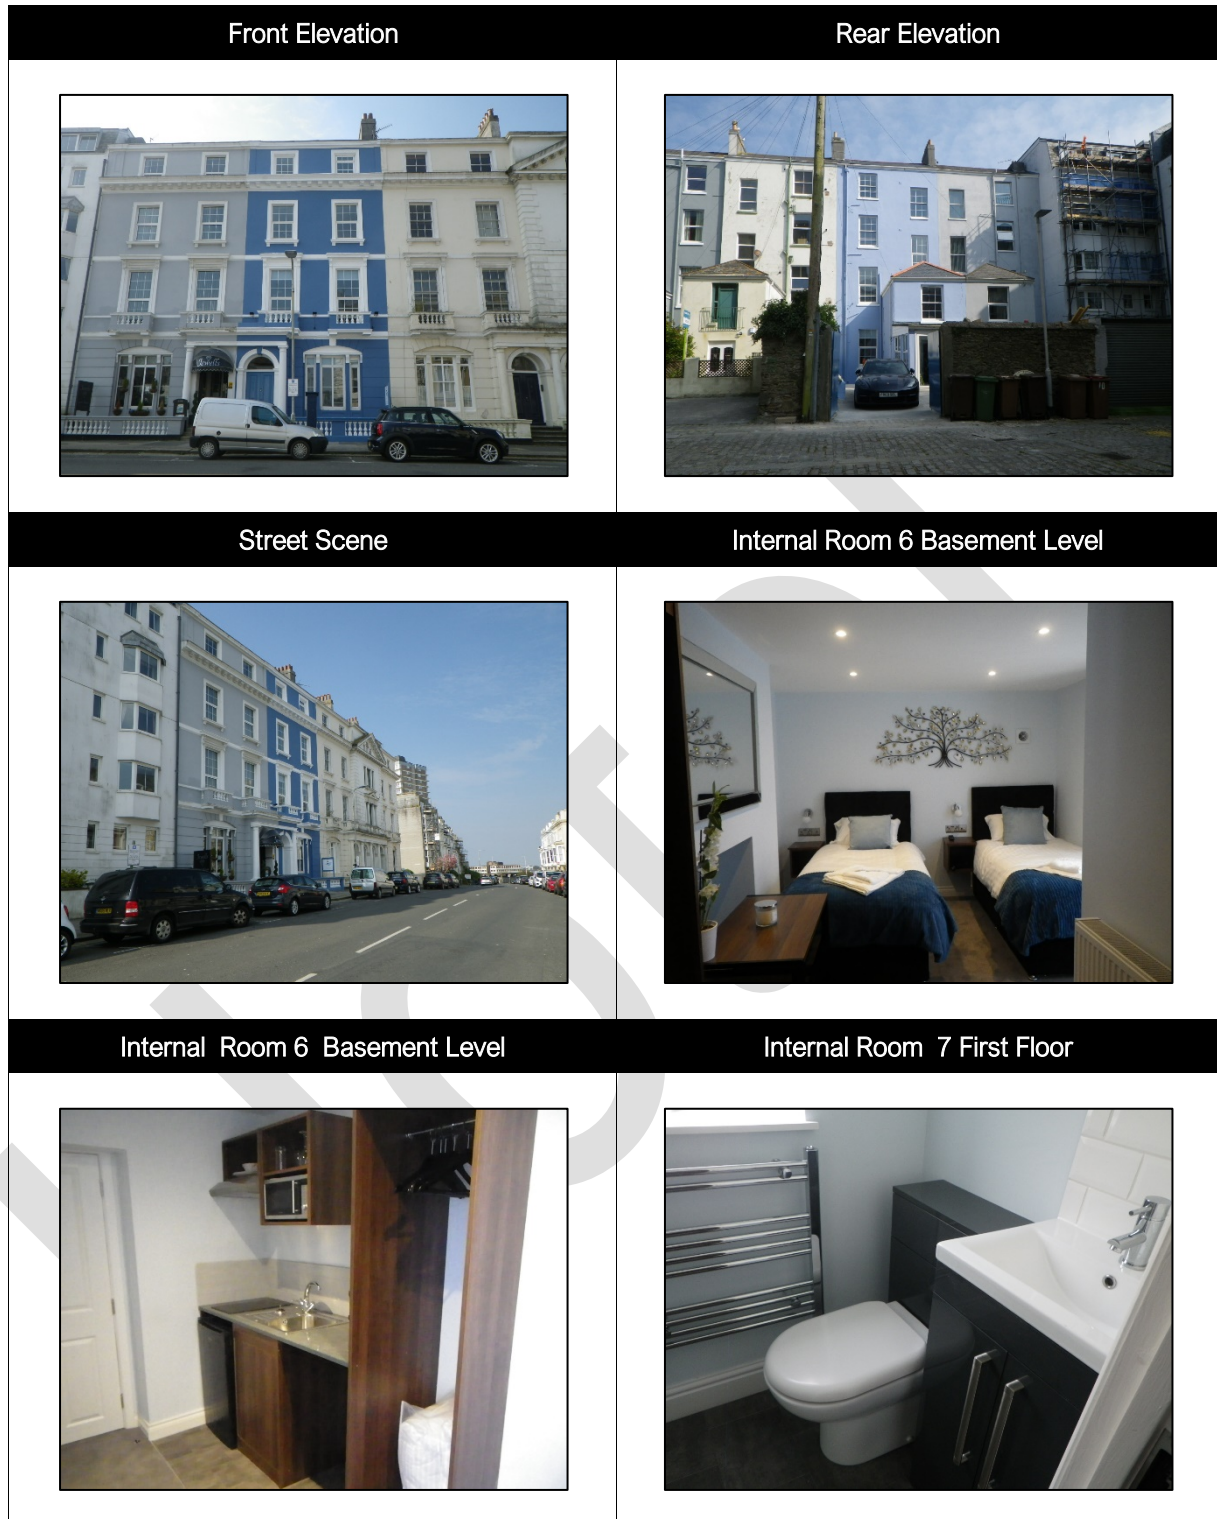 Front Elevation
Rear Elevation
Jewells
Street Scene
Internal Room 6 Basement Level
Internal Room 6 Basement Level
Internal Room 7 First Floor